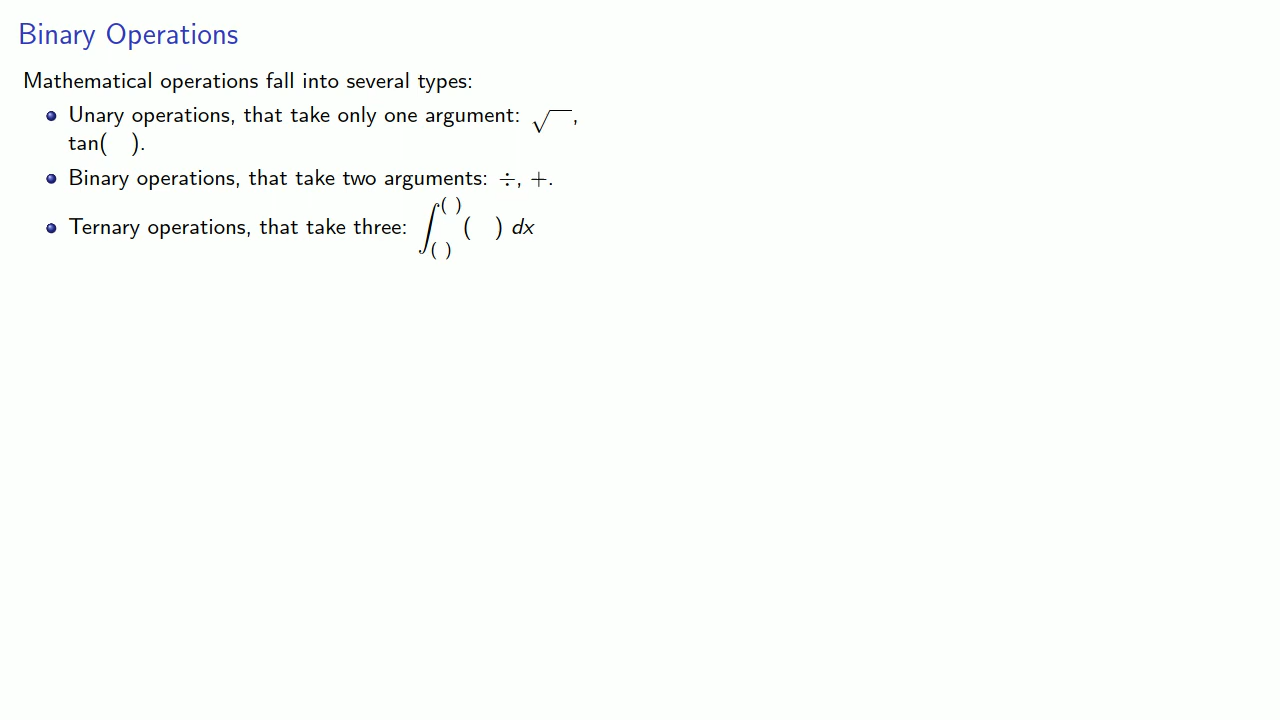 Binary Operations
Mathematical operations fall into several types:
Unary operations, that take only one argument: √ ,
tan( ).
Binary operations, that take two arguments: ÷, +.
Ternary operations, that take three: ∫_( )^( ) ( ) dx